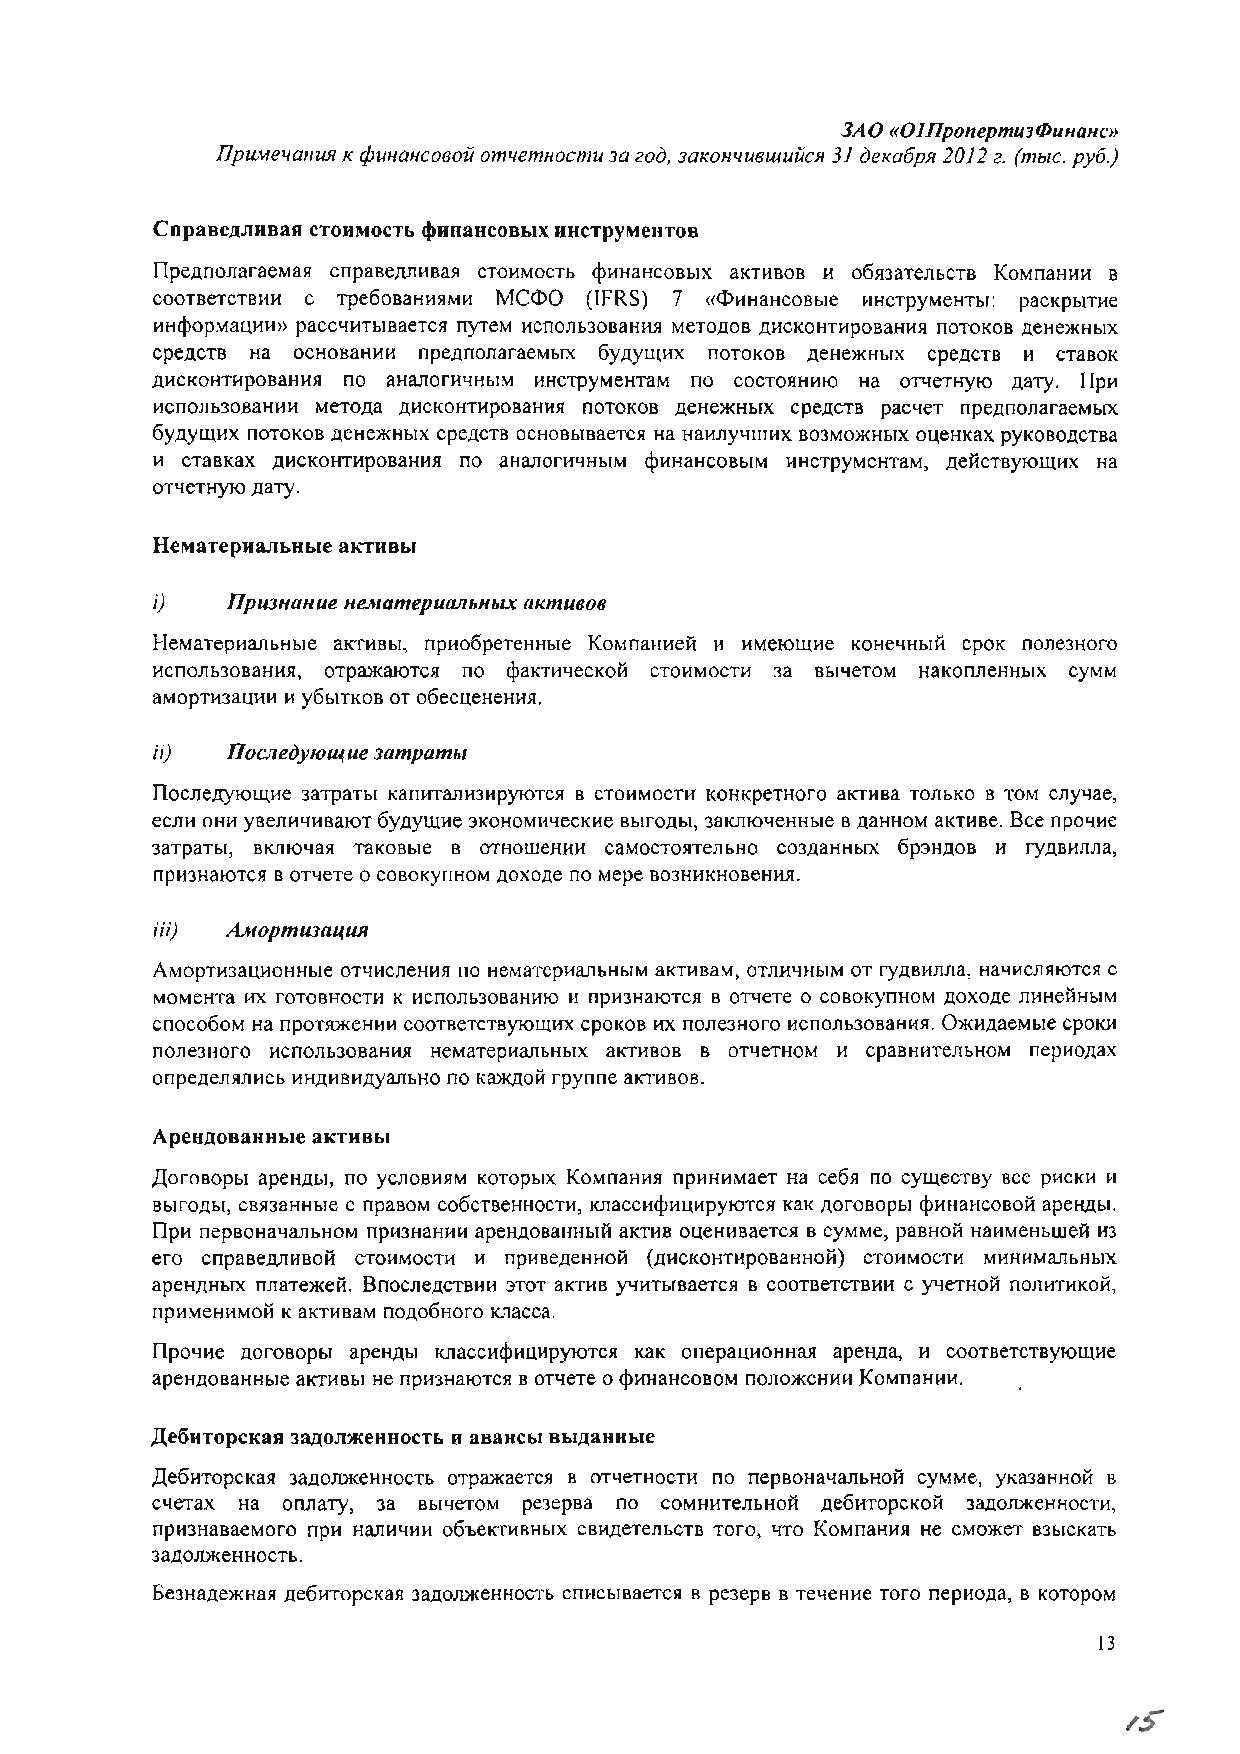 ЗАО «О1ПропертизФинанс»
Примечания к финансовой отчетности за год, закончившийся 31 декабря 2012 г. (тыс. руб.)
Справедливая стоимость финансовых инструментов
Предполагаемая справедливая стоимость финансовых активов и обязательств Компании в
соответствии с требованиями МСФО (IFRS) 7 «Финансовые инструменты: раскрытие
информации» рассчитывается путем использования методов дисконтирования потоков денежных
средств на основании предполагаемых будущих потоков денежных средств и ставок
дисконтирования по аналогичным инструментам по состоянию на отчетную дату. При
использовании метода дисконтирования потоков денежных средств расчет предполагаемых
будущих потоков денежных средств основывается на наилучших возможных оценках руководства
и ставках дисконтирования по аналогичным финансовым инструментам, действующих на
отчетную дату.
Нематериальные активы
i) Признание нематериальных активов
Нематериальные активы, приобретенные Компанией и имеющие конечный срок полезного
использования, отражаются по фактической стоимости за вычетом накопленных сумм
амортизации и убытков от обесценения.
ii) Последующие затраты
Последующие затраты капитализируются в стоимости конкретного актива только в том случае,
если они увеличивают будущие экономические выгоды, заключенные в данном активе. Все прочие
затраты, включая таковые в отношении самостоятельно созданных брэндов и гудвилла,
признаются в отчете о совокупном доходе по мере возникновения.
iii) Амортизация
Амортизационные отчисления по нематериальным активам, отличным от гудвилла, начисляются с
момента их готовности к использованию и признаются в отчете о совокупном доходе линейным
способом на протяжении соответствующих сроков их полезного использования. Ожидаемые сроки
полезного использования нематериальных активов в отчетном и сравнительном периодах
определялись индивидуально по каждой группе активов.
Арендованные активы
Договоры аренды, по условиям которых Компания принимает на себя по существу все риски и
выгоды, связанные с правом собственности, классифицируются как договоры финансовой аренды.
При первоначальном признании арендованный актив оценивается в сумме, равной наименьшей из
его справедливой стоимости и приведенной (дисконтированной) стоимости минимальных
арендных платежей. Впоследствии этот актив учитывается в соответствии с учетной политикой,
применимой к активам подобного класса.
Прочие договоры аренды классифицируются как операционная аренда, и соответствующие
арендованные активы не признаются в отчете о финансовом положении Компании.
Дебиторская задолженность и авансы выданные
Дебиторская задолженность отражается в отчетности по первоначальной сумме, указанной в
счетах на оплату, за вычетом резерва по сомнительной дебиторской задолженности,
признаваемого при наличии объективных свидетельств того, что Компания не сможет взыскать
задолженность.
Безнадежная дебиторская задолженность списывается в резерв в течение того периода, в котором
13
15